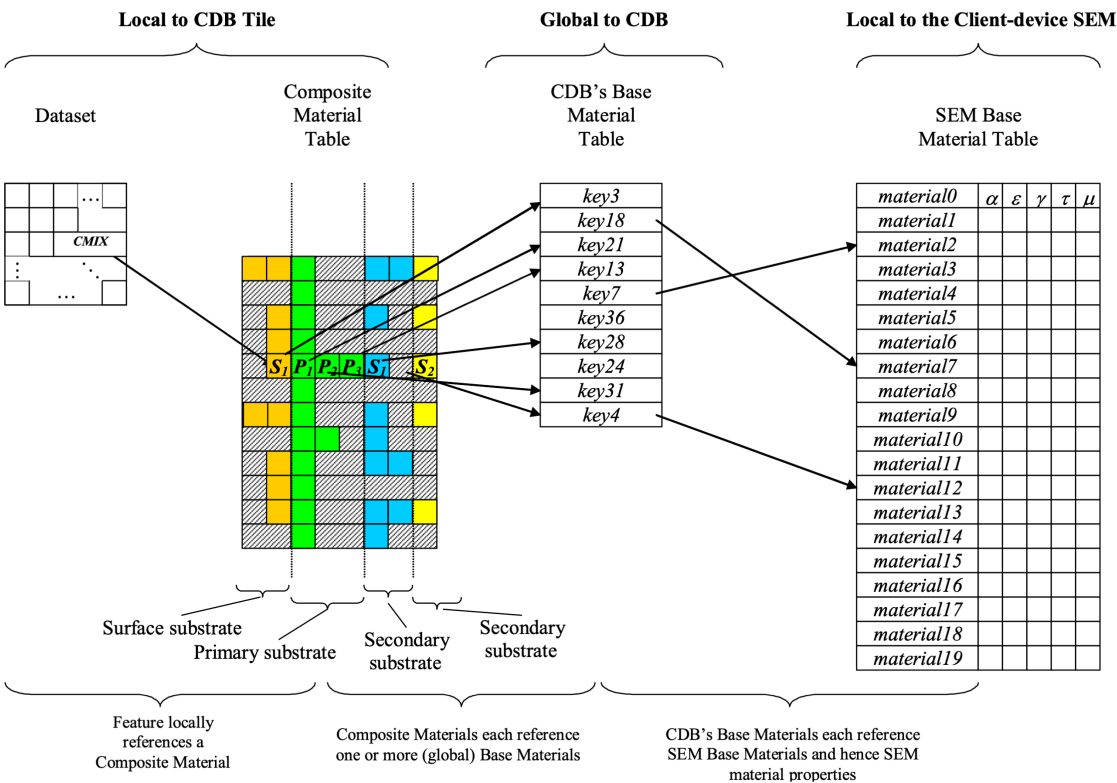 Local to CDB Tile
Global to CDB
Local to the Client-device SEM
Dataset
Composite
Material
Table
CDB's Base
Material
Table
SEM Base
Material Table
...
CMIX
...
S1 P1 P2 P3 S1 S2
key3
key18
key21
key13
key7
key36
key28
key24
key31
key4
material0 α ε γ τ μ
material1
material2
material3
material4
material5
material6
material7
material8
material9
material10
material11
material12
material13
material14
material15
material16
material17
material18
material19
Surface substrate
Primary substrate
Secondary
substrate
Secondary
substrate
Feature locally
references a
Composite Material
Composite Materials each reference
one or more (global) Base Materials
CDB's Base Materials each reference
SEM Base Materials and hence SEM
material properties